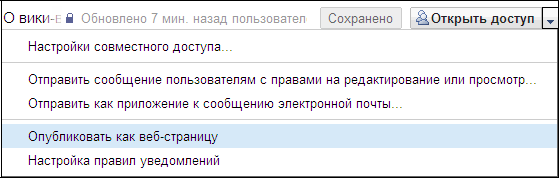 О вики-в Обновлено 7 мин. назад пользовател Сохранено Открыть доступ
Настройки совместного доступа...
Отправить сообщение пользователям с правами на редактирование или просмотр...
Отправить как приложение к сообщению электронной почты...
Опубликовать как веб-страницу
Настройка правил уведомлений